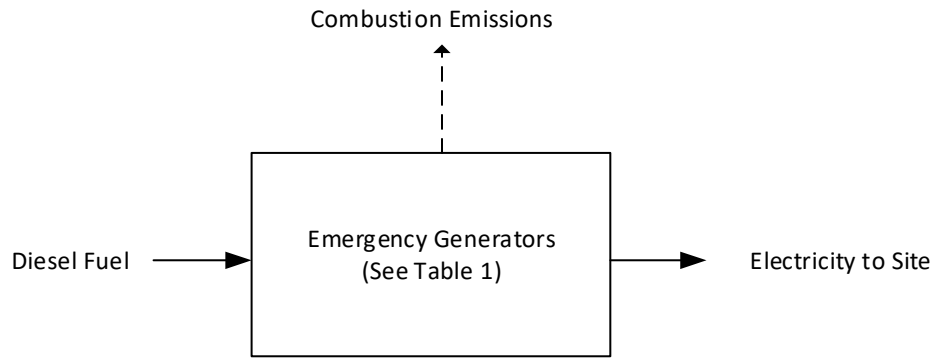 Combustion Emissions
Emergency Generators
(See Table 1)
Diesel Fuel
Electricity to Site